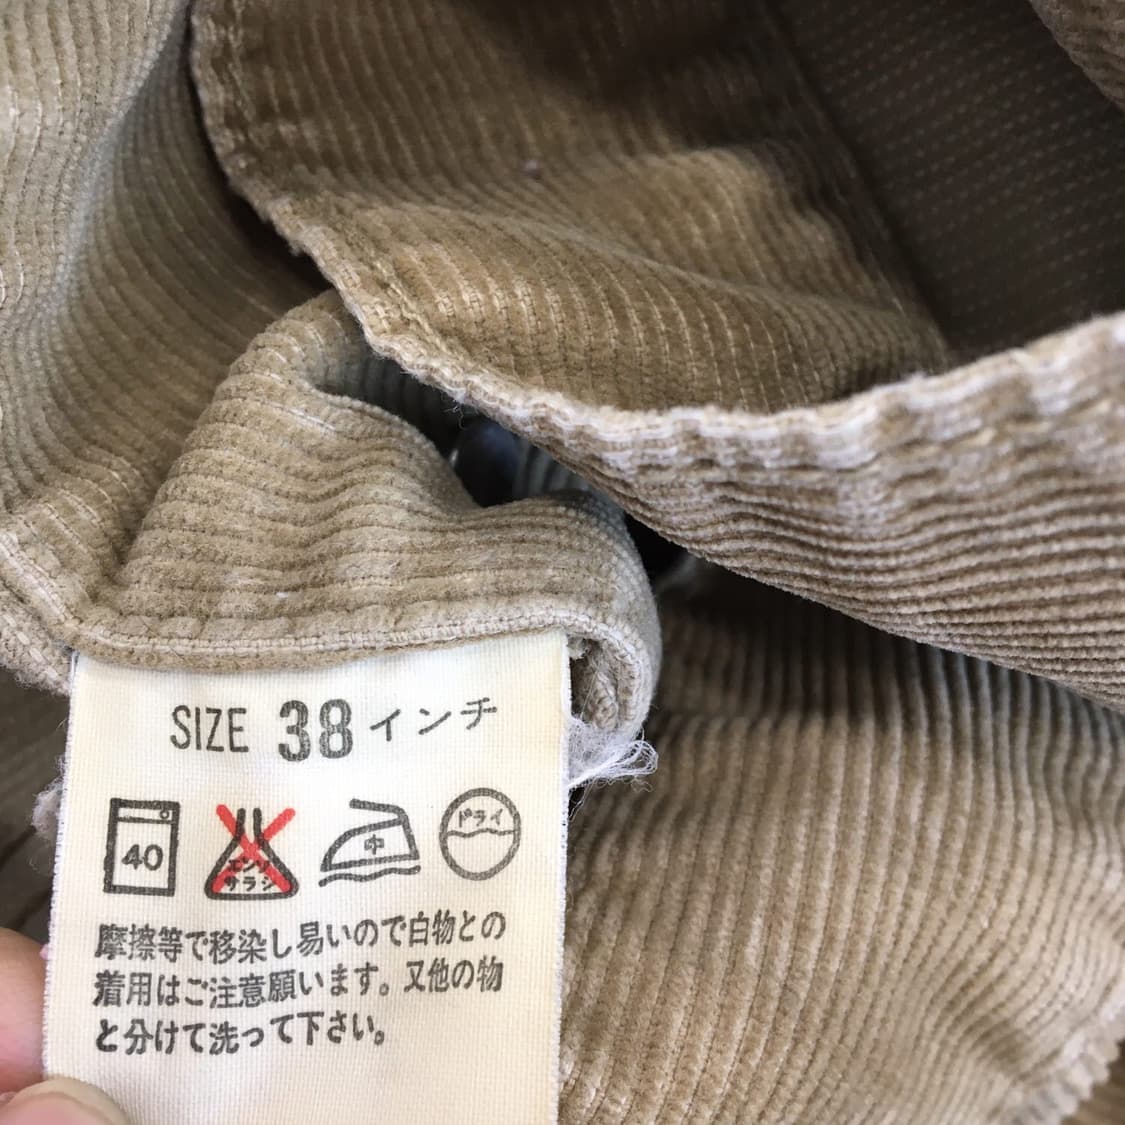 SIZE 38 インチ
40 エンソ サラシ 中 ドライ
摩擦等で移染し易いので白物との
着用はご注意願います。又他の物
と分けて洗って下さい。